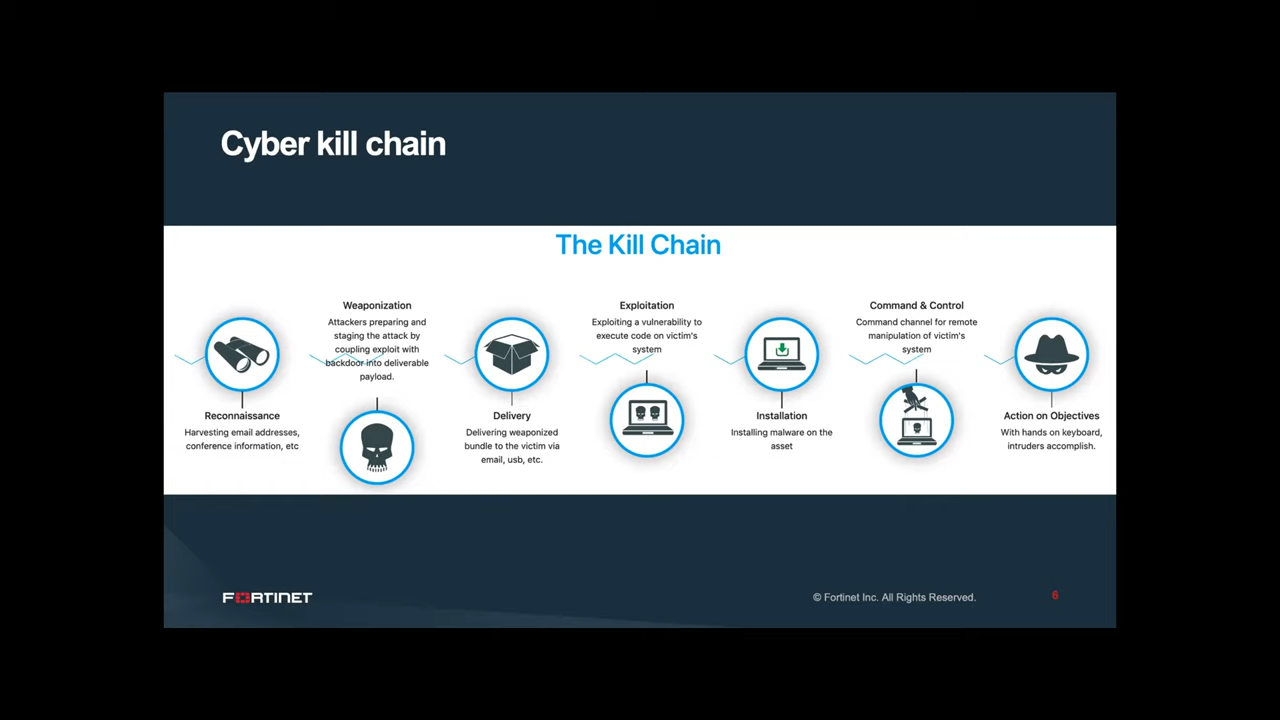 Cyber kill chain
The Kill Chain
Reconnaissance
Harvesting email addresses,
conference information, etc
Weaponization
Attackers preparing and
staging the attack by
coupling exploit with
backdoor into deliverable
payload.
Delivery
Delivering weaponized
bundle to the victim via
email, usb, etc.
Exploitation
Exploiting a vulnerability to
execute code on victim's
system
Installation
Installing malware on the
asset
Command & Control
Command channel for remote
manipulation of victim's
system
Action on Objectives
With hands on keyboard,
intruders accomplish.
FORTINET
© Fortinet Inc. All Rights Reserved.
6